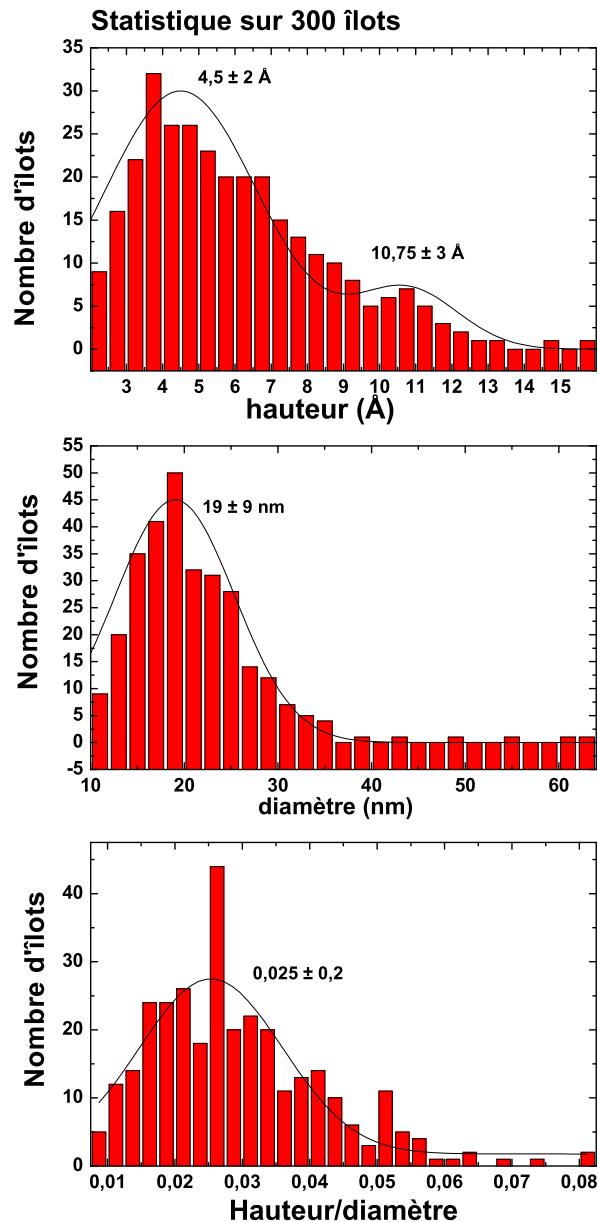 Statistique sur 300 îlots
Nombre d'îlots
35
30
25
20
15
10
5
0
4,5 ± 2 Å
10,75 ± 3 Å
3 4 5 6 7 8 9 10 11 12 13 14 15
hauteur (Å)
Nombre d'îlots
55
50
45
40
35
30
25
20
15
10
5
0
-5
19 ± 9 nm
10 20 30 40 50 60
diamètre (nm)
Nombre d'îlots
40
30
20
10
0
0,025 ± 0,2
0,01 0,02 0,03 0,04 0,05 0,06 0,07 0,08
Hauteur/diamètre